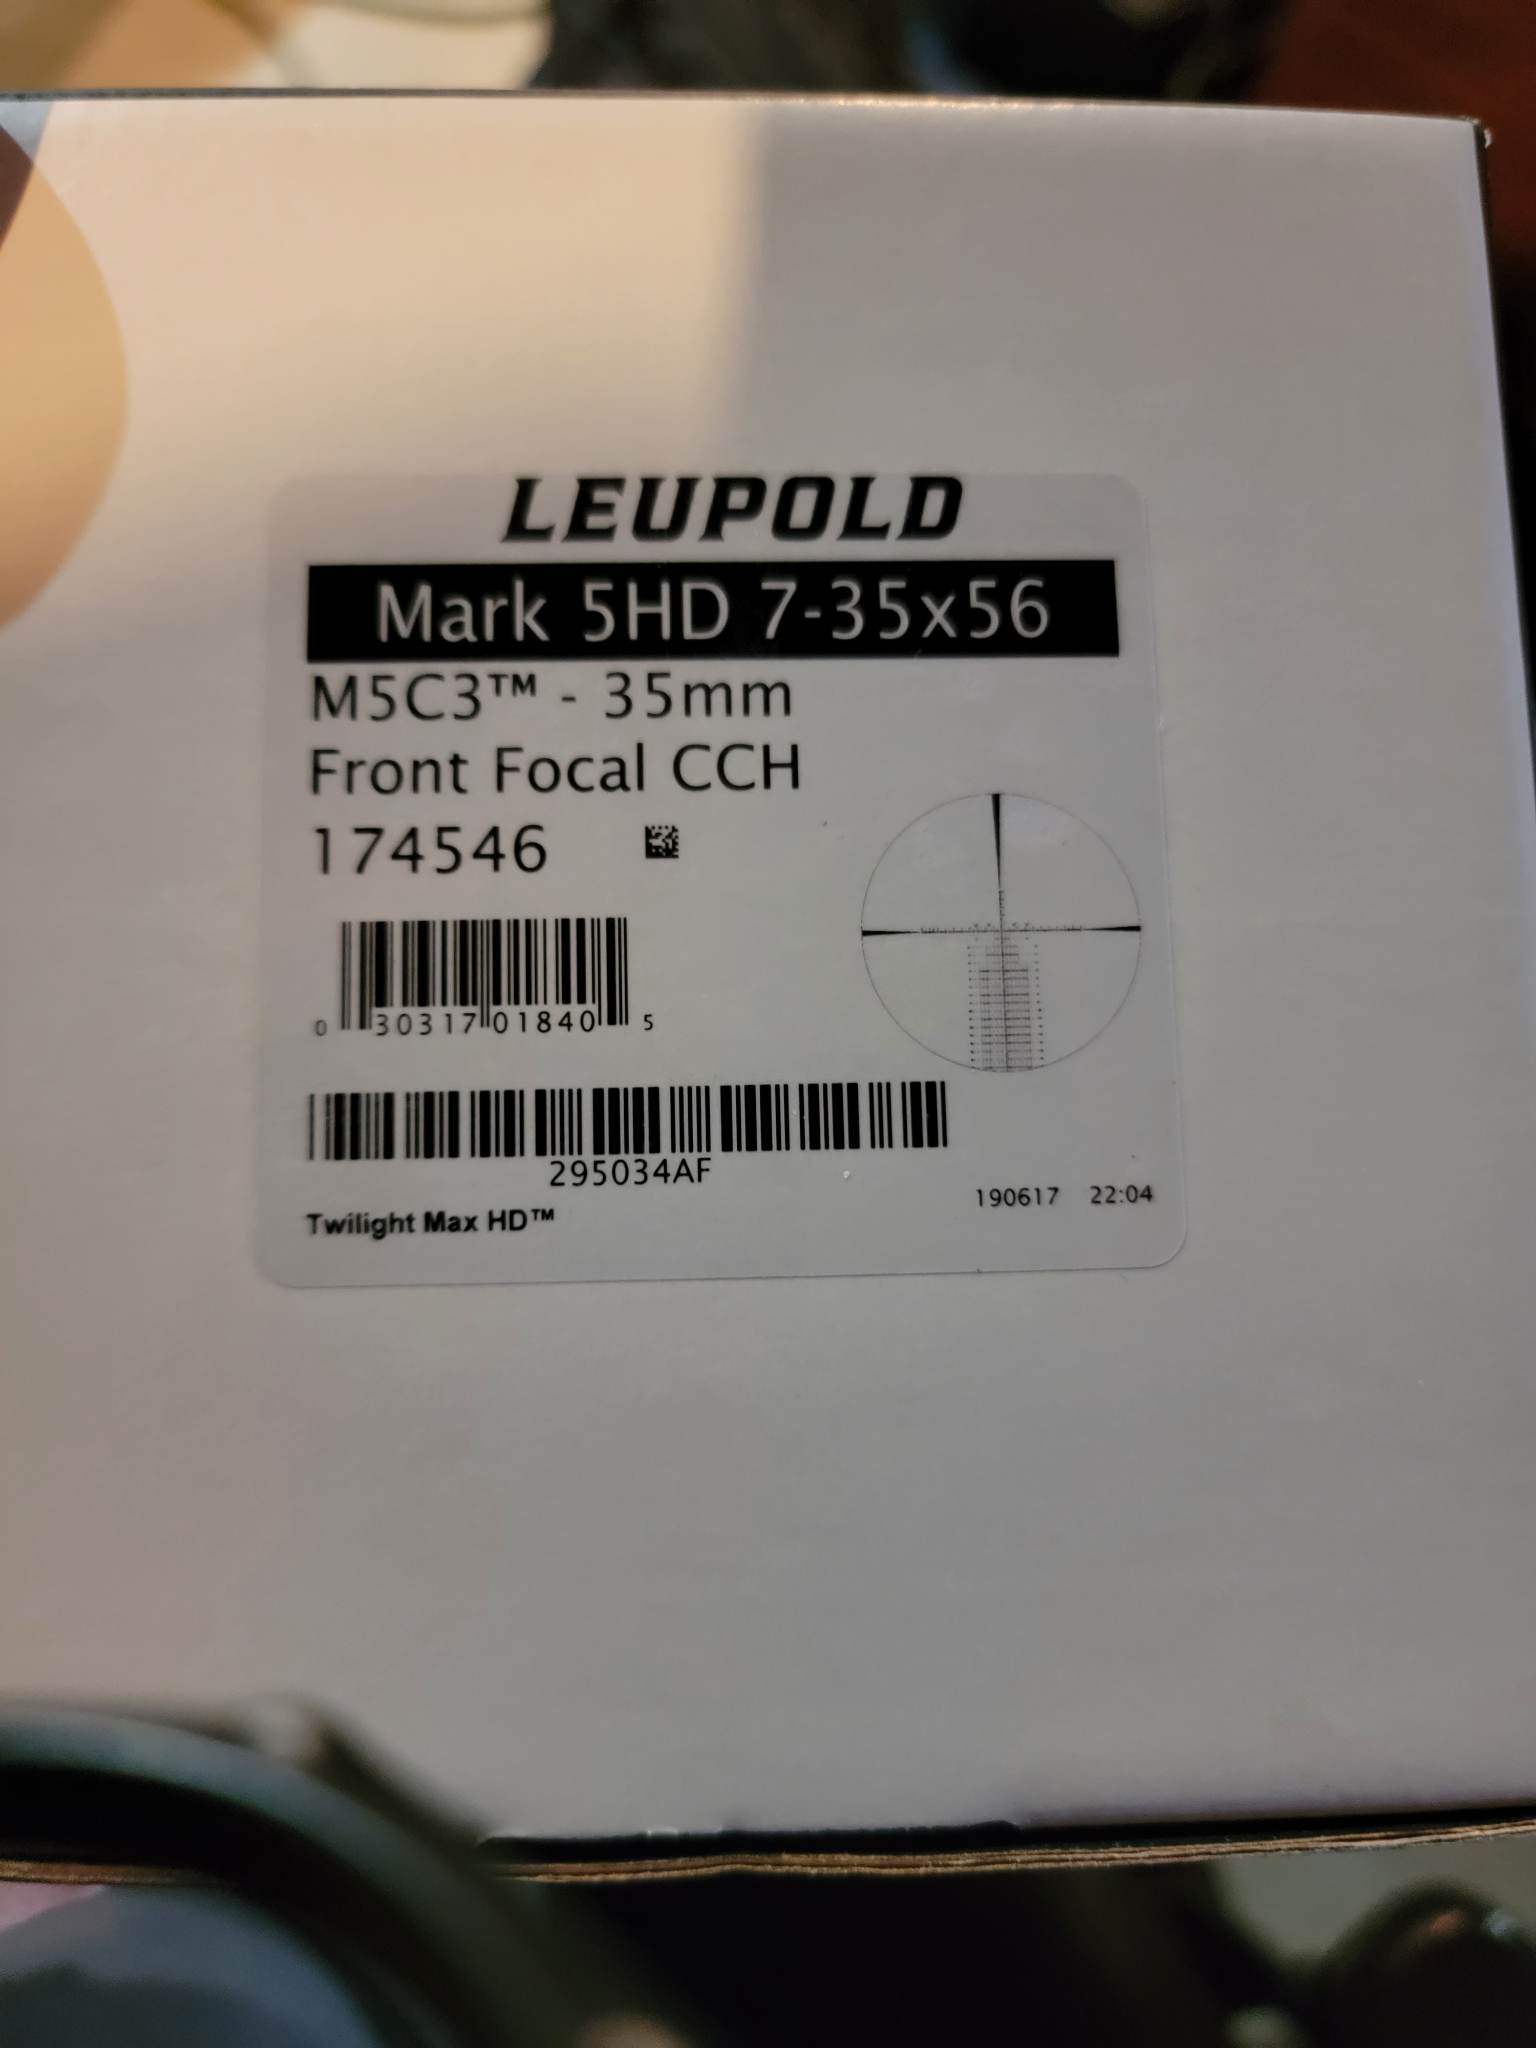 LEUPOLD
Mark 5HD 7-35x56
M5C3™ - 35mm
Front Focal CCH
174546
0 30317 01840 5
295034AF
190617 22:04
Twilight Max HD™